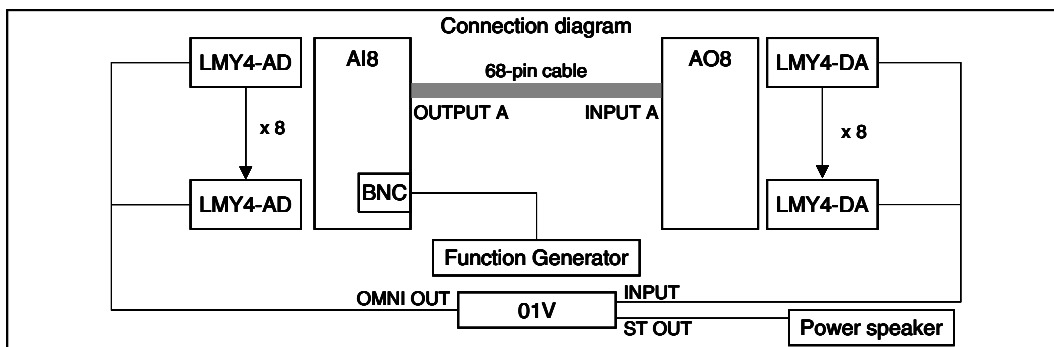 Connection diagram
LMY4-AD
AI8
68-pin cable
AO8
LMY4-DA
OUTPUT A
INPUT A
x 8
x 8
LMY4-AD
BNC
LMY4-DA
Function Generator
OMNI OUT
01V
INPUT
ST OUT
Power speaker